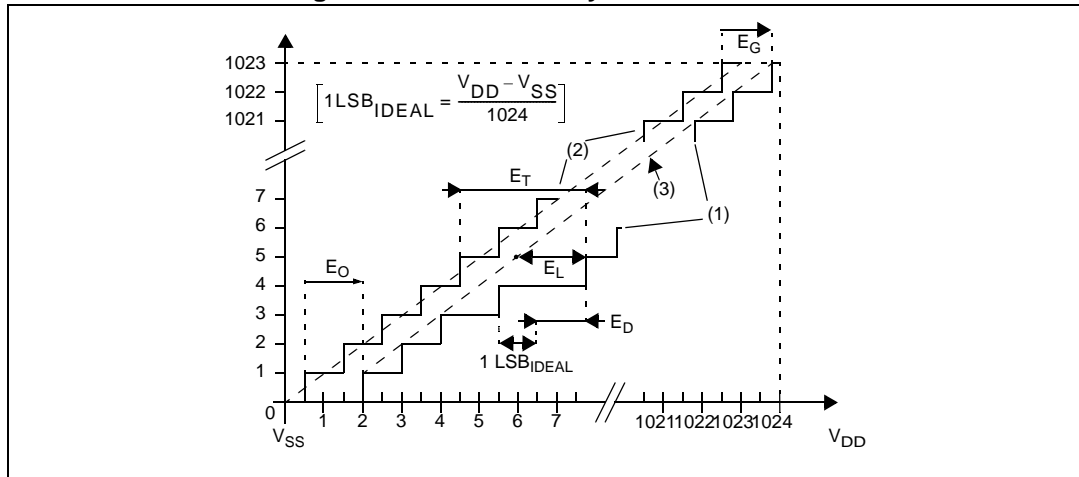 E_G
1023
1022
1021
[1LSB_IDEAL = (V_DD – V_SS) / 1024]
(2)
E_T
(3)
(1)
7
6
5
4
3
2
1
0
E_O
E_L
E_D
1 LSB_IDEAL
1 2 3 4 5 6 7 1021 1022 1023 1024
V_SS V_DD